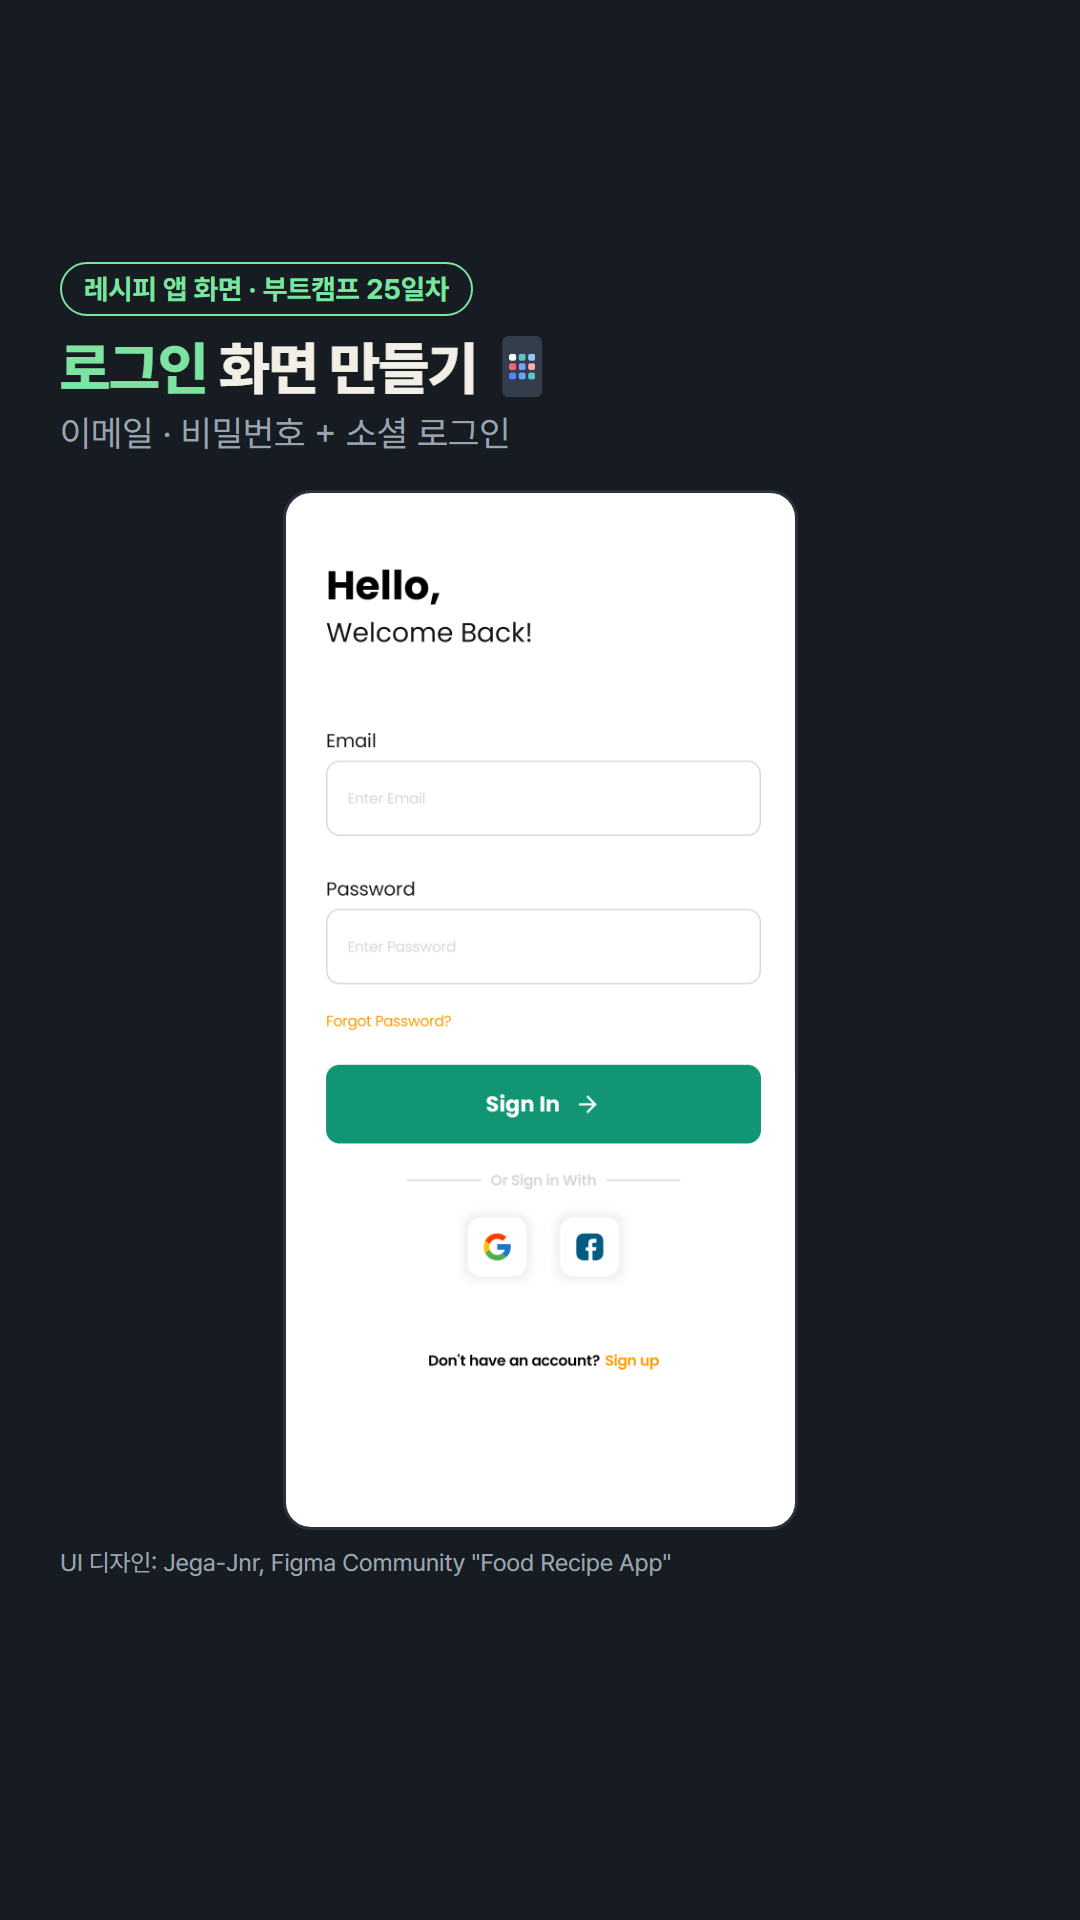 레시피 앱 화면 · 부트캠프 25일차
로그인 화면 만들기
이메일 · 비밀번호 + 소셜 로그인
Hello,
Welcome Back!
Email
Enter Email
Password
Enter Password
Forgot Password?
Sign In →
Or Sign in With
Don't have an account? Sign up
UI 디자인: Jega-Jnr, Figma Community "Food Recipe App"